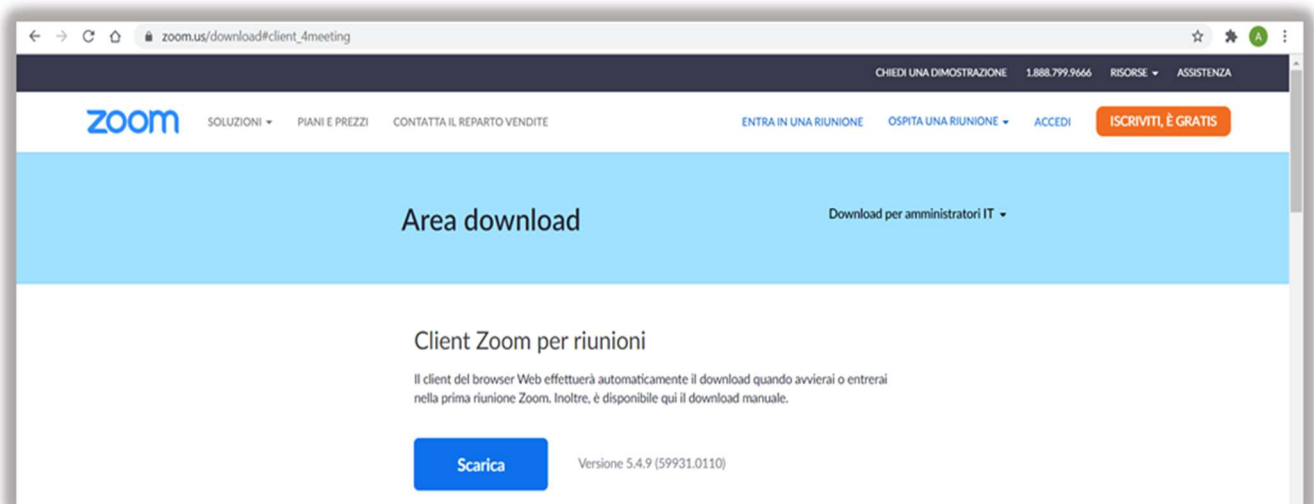 zoom.us/download#client_4meeting
A
CHIEDI UNA DIMOSTRAZIONE 1.888.799.9666 RISORSE ASSISTENZA
zoom SOLUZIONI PIANI E PREZZI CONTATTA IL REPARTO VENDITE ENTRA IN UNA RIUNIONE OSPITA UNA RIUNIONE ACCEDI ISCRIVITI, È GRATIS
Area download Download per amministratori IT
Client Zoom per riunioni
Il client del browser Web effettuerà automaticamente il download quando avvierai o entrerai
nella prima riunione Zoom. Inoltre, è disponibile qui il download manuale.
Scarica Versione 5.4.9 (59931.0110)